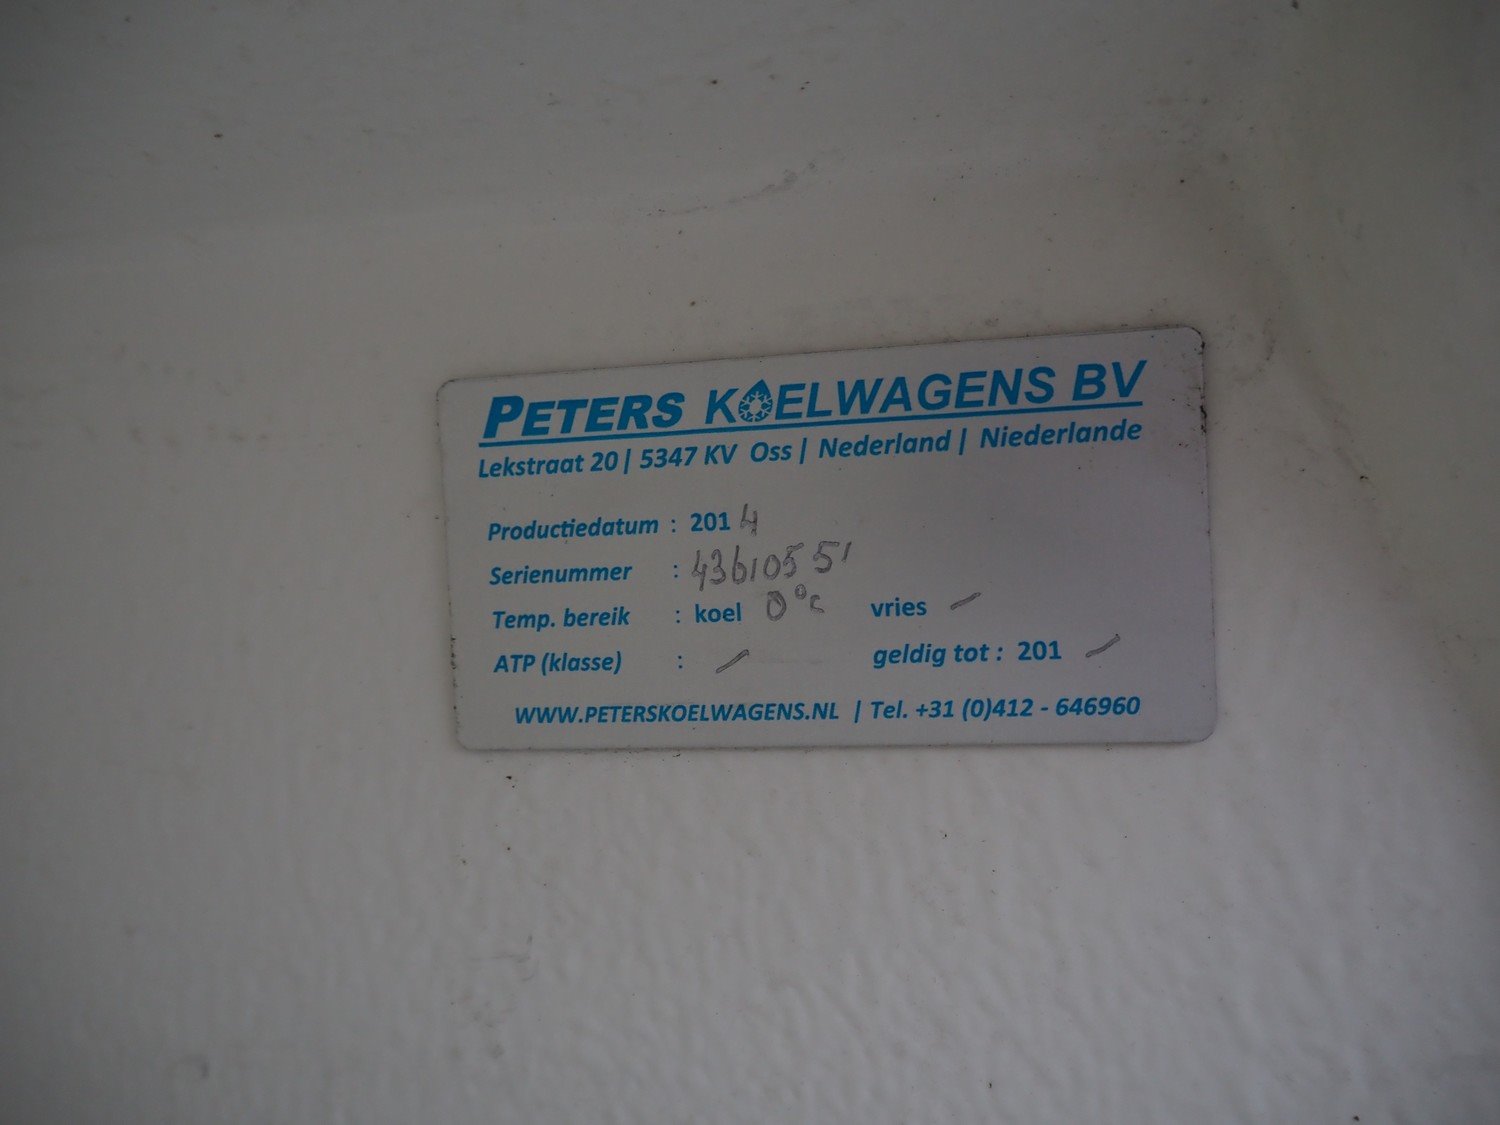 PETERS KOELWAGENS BV
Lekstraat 20 | 5347 KV Oss | Nederland | Niederlande
Productiedatum : 2014
Serienummer : 43610551
Temp. bereik : koel 0°C vries –
ATP (klasse) : – geldig tot : 201 –
WWW.PETERSKOELWAGENS.NL | Tel. +31 (0)412 - 646960